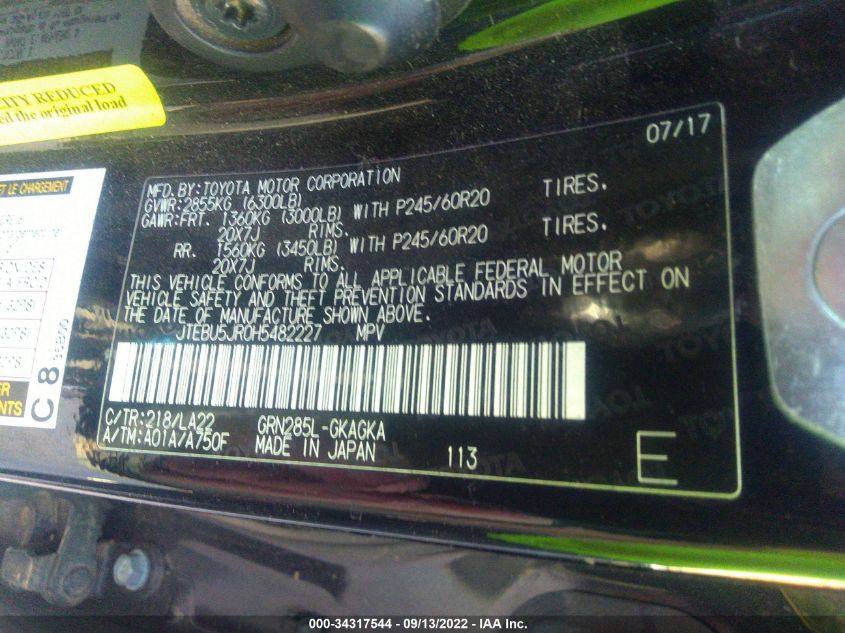 CITY REDUCED
the original load
ET LE CHARGEMENT
C 8
07/17
MFD.BY:TOYOTA MOTOR CORPORATION
GVWR:2855KG (6300LB)
GAWR:FRT. 1360KG (3000LB) WITH P245/60R20 TIRES.
20X7J RIMS.
RR. 1560KG (3450LB) WITH P245/60R20 TIRES.
20X7J RIMS.
THIS VEHICLE CONFORMS TO ALL APPLICABLE FEDERAL MOTOR
VEHICLE SAFETY AND THEFT PREVENTION STANDARDS IN EFFECT ON
THE DATE OF MANUFACTURE SHOWN ABOVE.
JTEBU5JR0H5482227 MPV
C/TR:218/LA22 GRN285L-GKAGKA
A/TM:A01A/A750F MADE IN JAPAN 113
E
TOYOTA
000-34317544 - 09/13/2022 - IAA Inc.